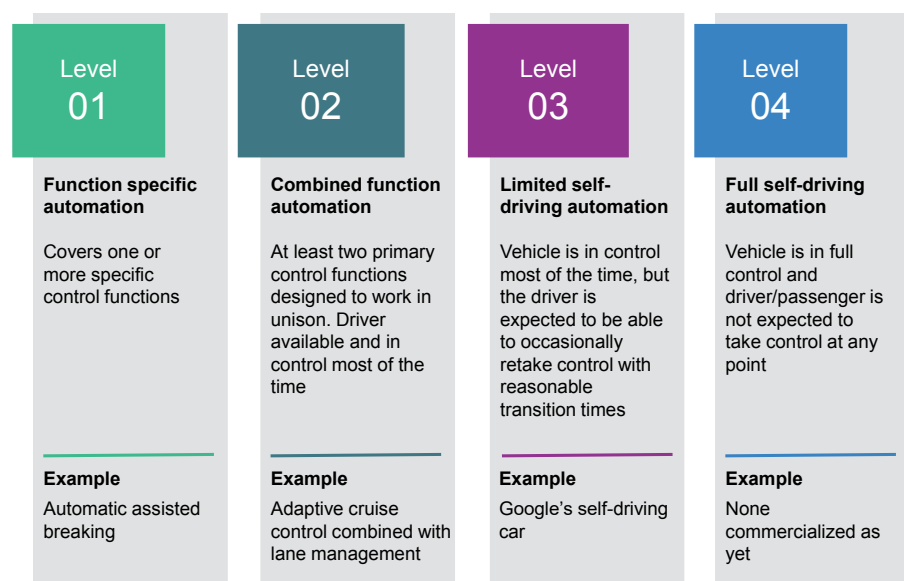 Level
01
Function specific
automation
Covers one or
more specific
control functions
Example
Automatic assisted
breaking
Level
02
Combined function
automation
At least two primary
control functions
designed to work in
unison. Driver
available and in
control most of the
time
Example
Adaptive cruise
control combined with
lane management
Level
03
Limited self-
driving automation
Vehicle is in control
most of the time, but
the driver is
expected to be able
to occasionally
retake control with
reasonable
transition times
Example
Google’s self-driving
car
Level
04
Full self-driving
automation
Vehicle is in full
control and
driver/passenger is
not expected to
take control at any
point
Example
None
commercialized as
yet